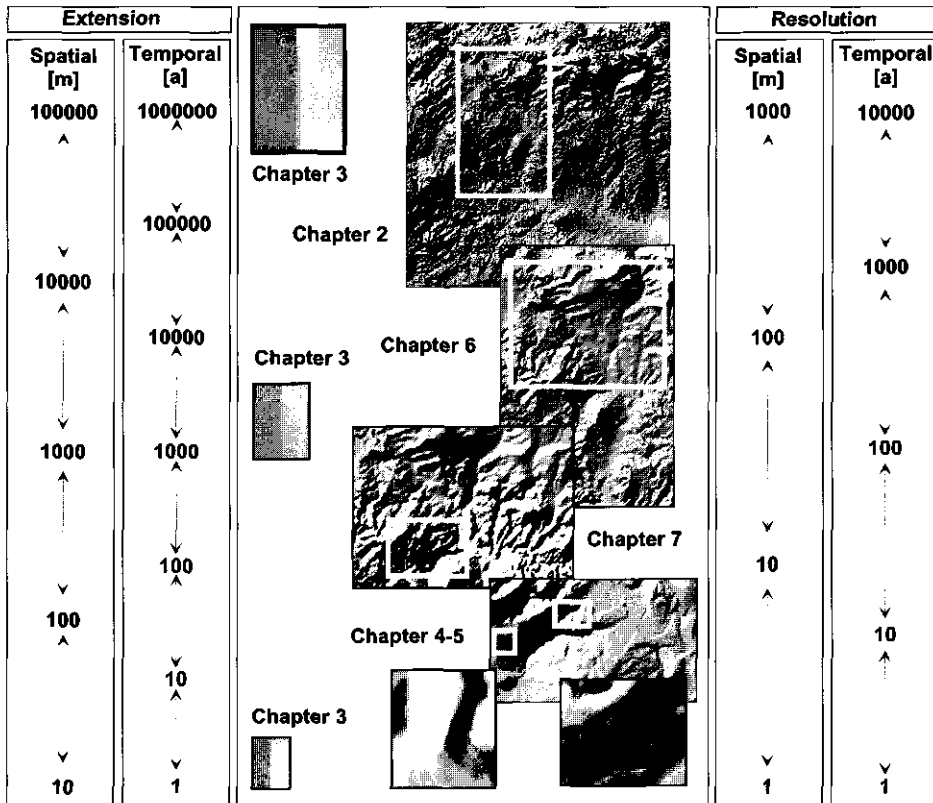 Extension
Spatial
[m]
100000
10000
1000
100
10
Temporal
[a]
1000000
100000
10000
1000
100
10
1
Chapter 3
Chapter 2
Chapter 6
Chapter 3
Chapter 7
Chapter 4-5
Chapter 3
Resolution
Spatial
[m]
1000
100
10
1
Temporal
[a]
10000
1000
100
10
1